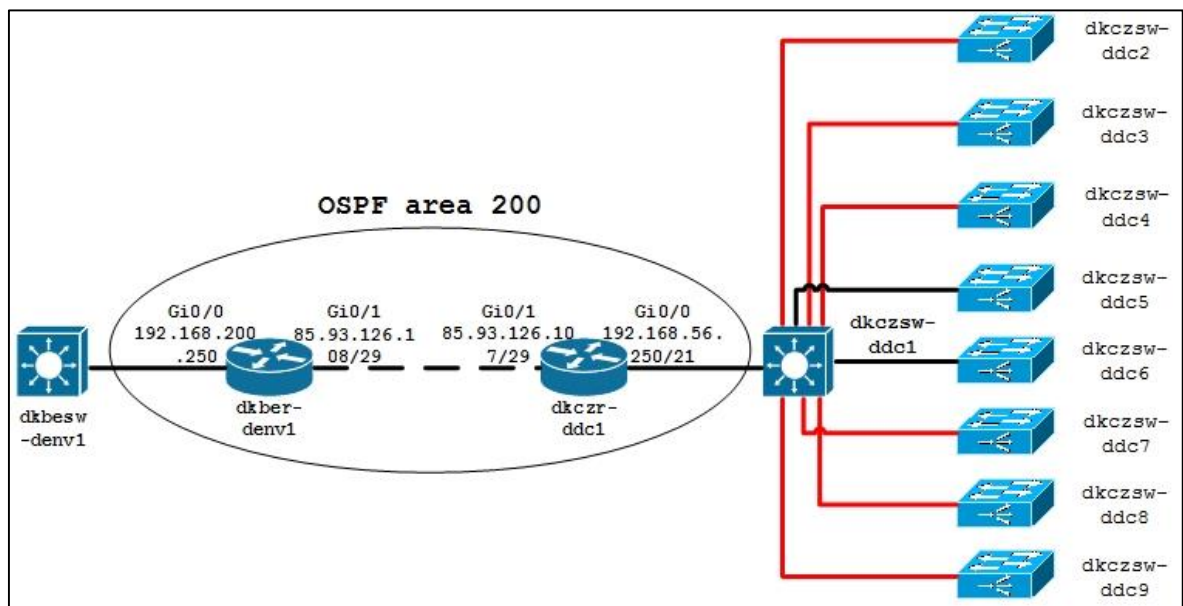 dkczsw-
ddc2
dkczsw-
ddc3
OSPF area 200
dkczsw-
ddc4
dkczsw-
ddc5
Gi0/0
192.168.200
.250
Gi0/1
85.93.126.1
08/29
Gi0/1
85.93.126.10
7/29
Gi0/0
192.168.56.
250/21
dkczsw-
ddc1
dkczsw-
ddc6
dkbesw
-denv1
dkber-
denv1
dkczr-
ddc1
dkczsw-
ddc7
dkczsw-
ddc8
dkczsw-
ddc9